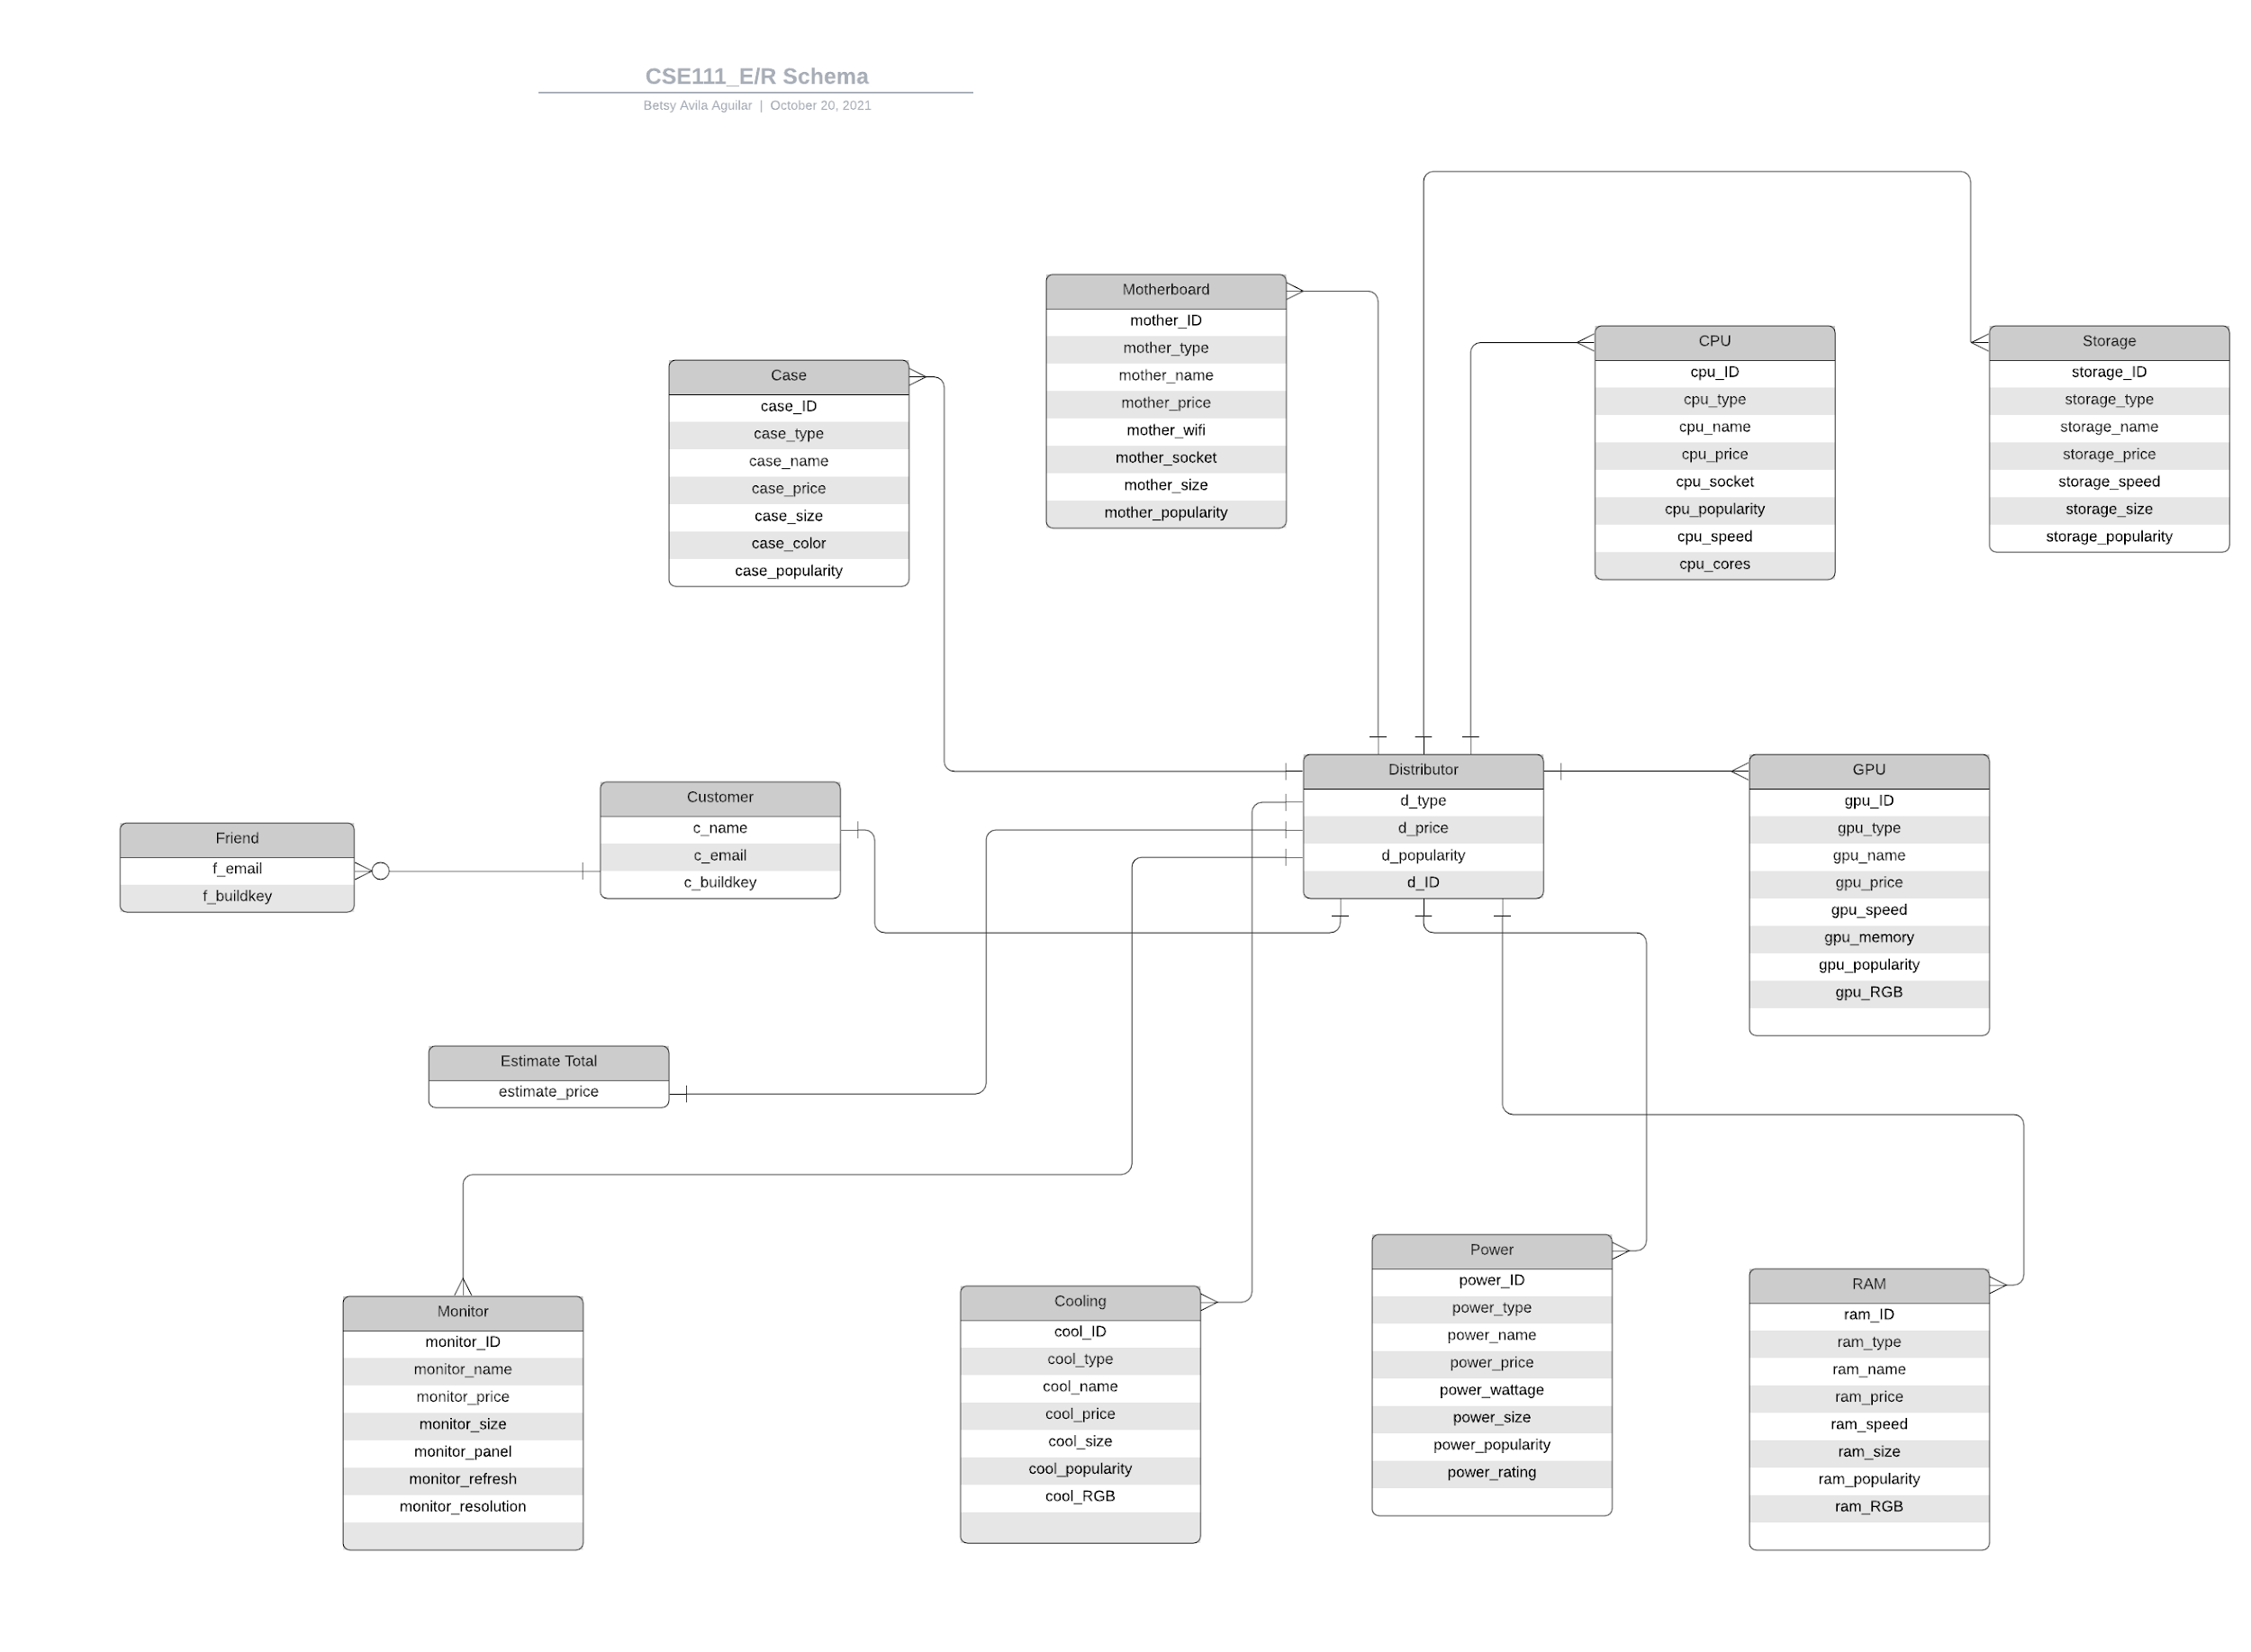 CSE111_E/R Schema
Betsy Avila Aguilar | October 20, 2021
Motherboard
mother_ID
mother_type
mother_name
mother_price
mother_wifi
mother_socket
mother_size
mother_popularity
CPU
cpu_ID
cpu_type
cpu_name
cpu_price
cpu_socket
cpu_popularity
cpu_speed
cpu_cores
Storage
storage_ID
storage_type
storage_name
storage_price
storage_speed
storage_size
storage_popularity
Case
case_ID
case_type
case_name
case_price
case_size
case_color
case_popularity
Distributor
d_type
d_price
d_popularity
d_ID
GPU
gpu_ID
gpu_type
gpu_name
gpu_price
gpu_speed
gpu_memory
gpu_popularity
gpu_RGB
Customer
c_name
c_email
c_buildkey
Friend
f_email
f_buildkey
Estimate Total
estimate_price
Monitor
monitor_ID
monitor_name
monitor_price
monitor_size
monitor_panel
monitor_refresh
monitor_resolution
Cooling
cool_ID
cool_type
cool_name
cool_price
cool_size
cool_popularity
cool_RGB
Power
power_ID
power_type
power_name
power_price
power_wattage
power_size
power_popularity
power_rating
RAM
ram_ID
ram_type
ram_name
ram_price
ram_speed
ram_size
ram_popularity
ram_RGB